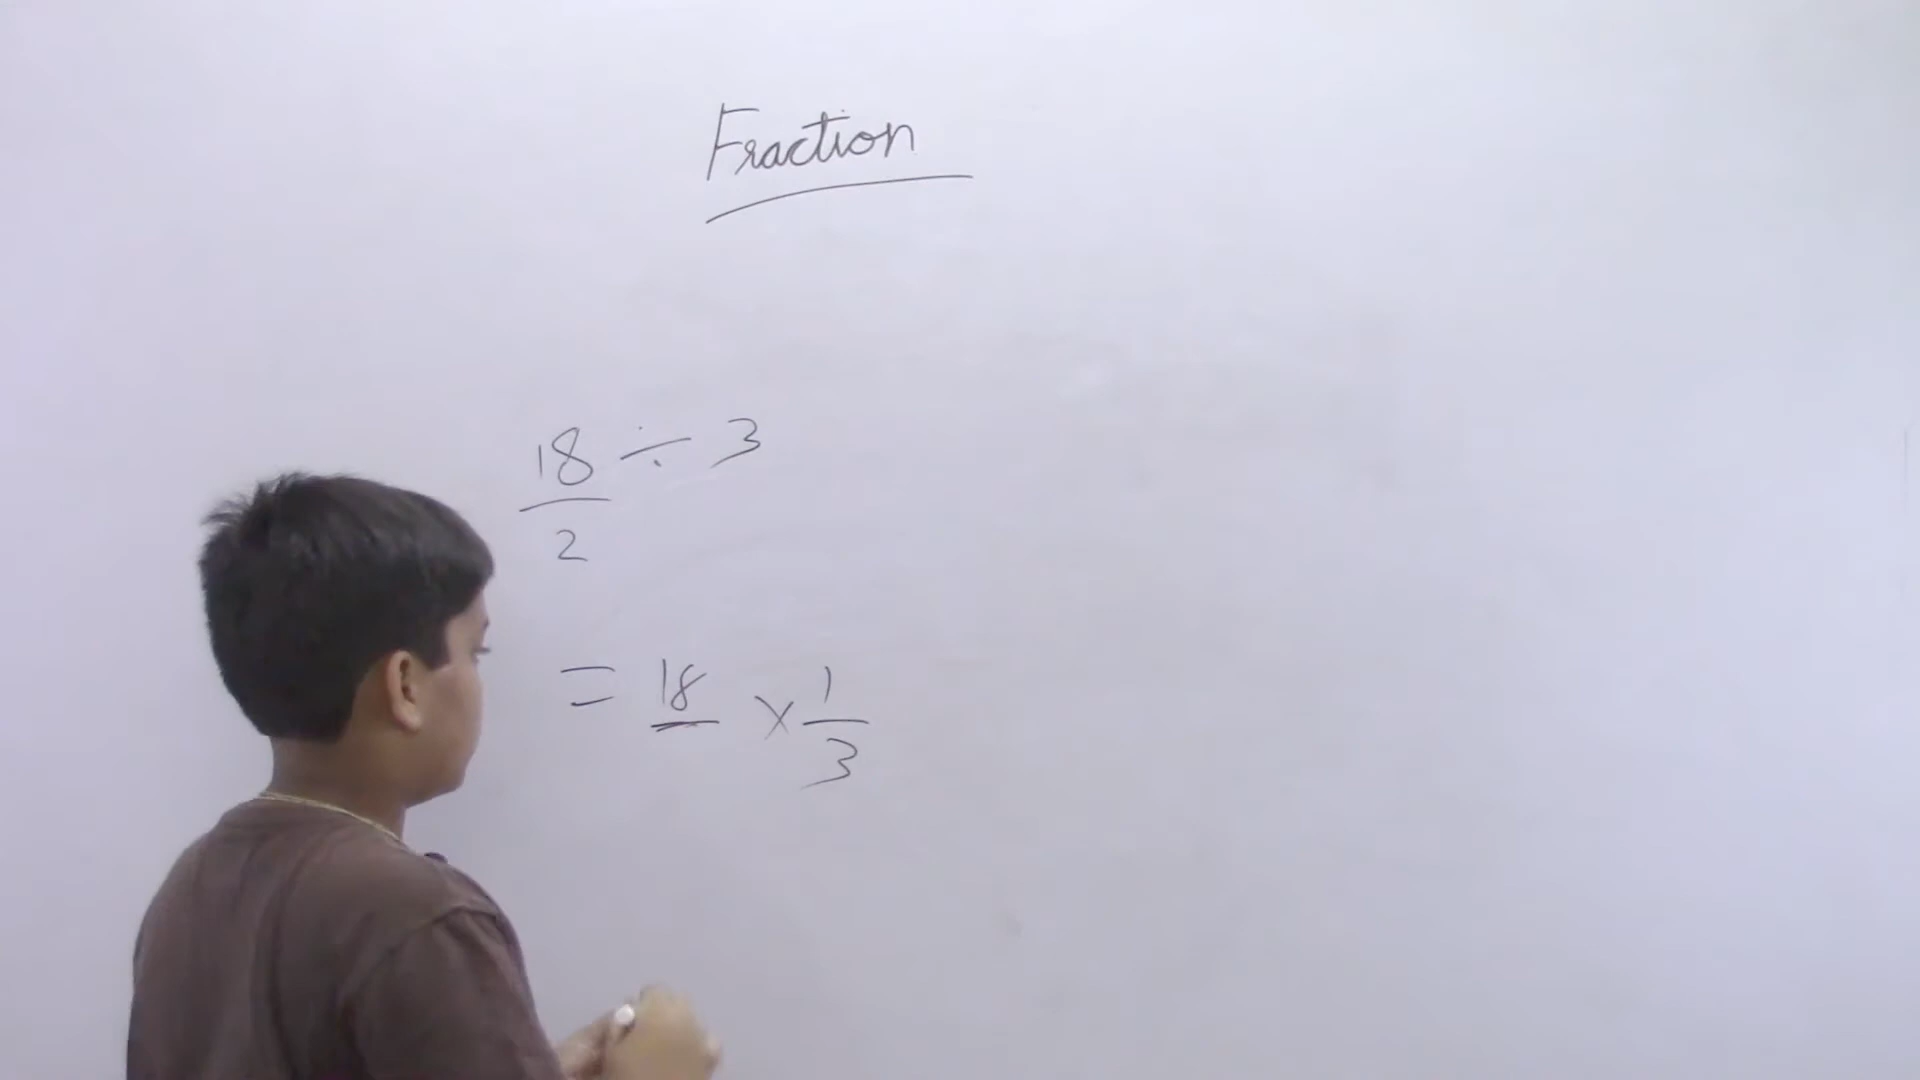 Fraction
18/2 ÷ 3
= 18/ × 1/3